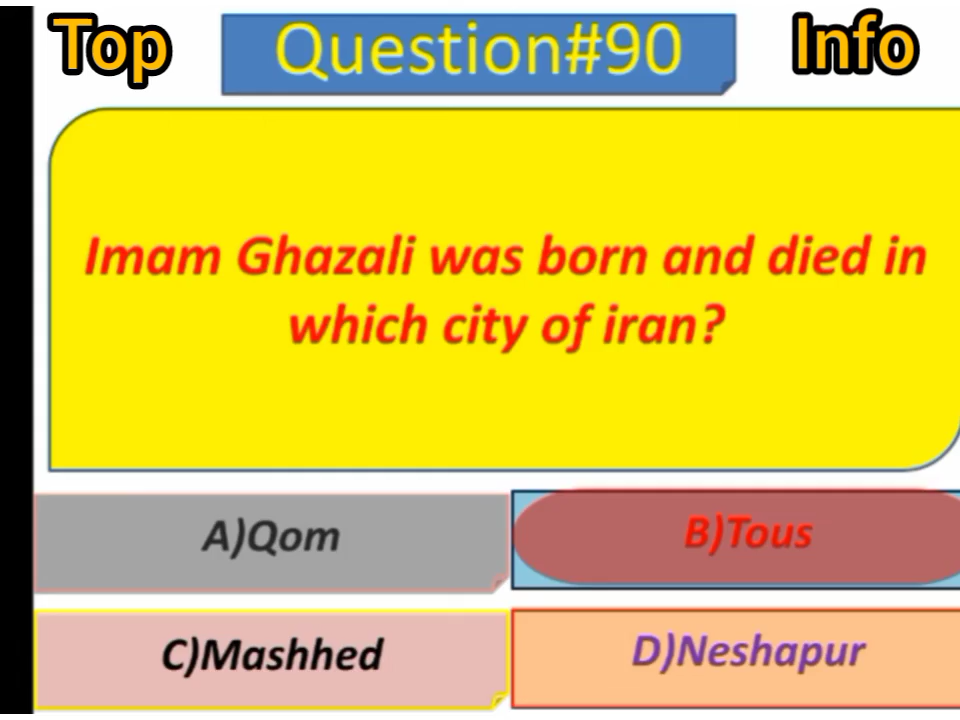 Top Question#90 Info
Imam Ghazali was born and died in
which city of iran?
A)Qom B)Tous
C)Mashhed D)Neshapur